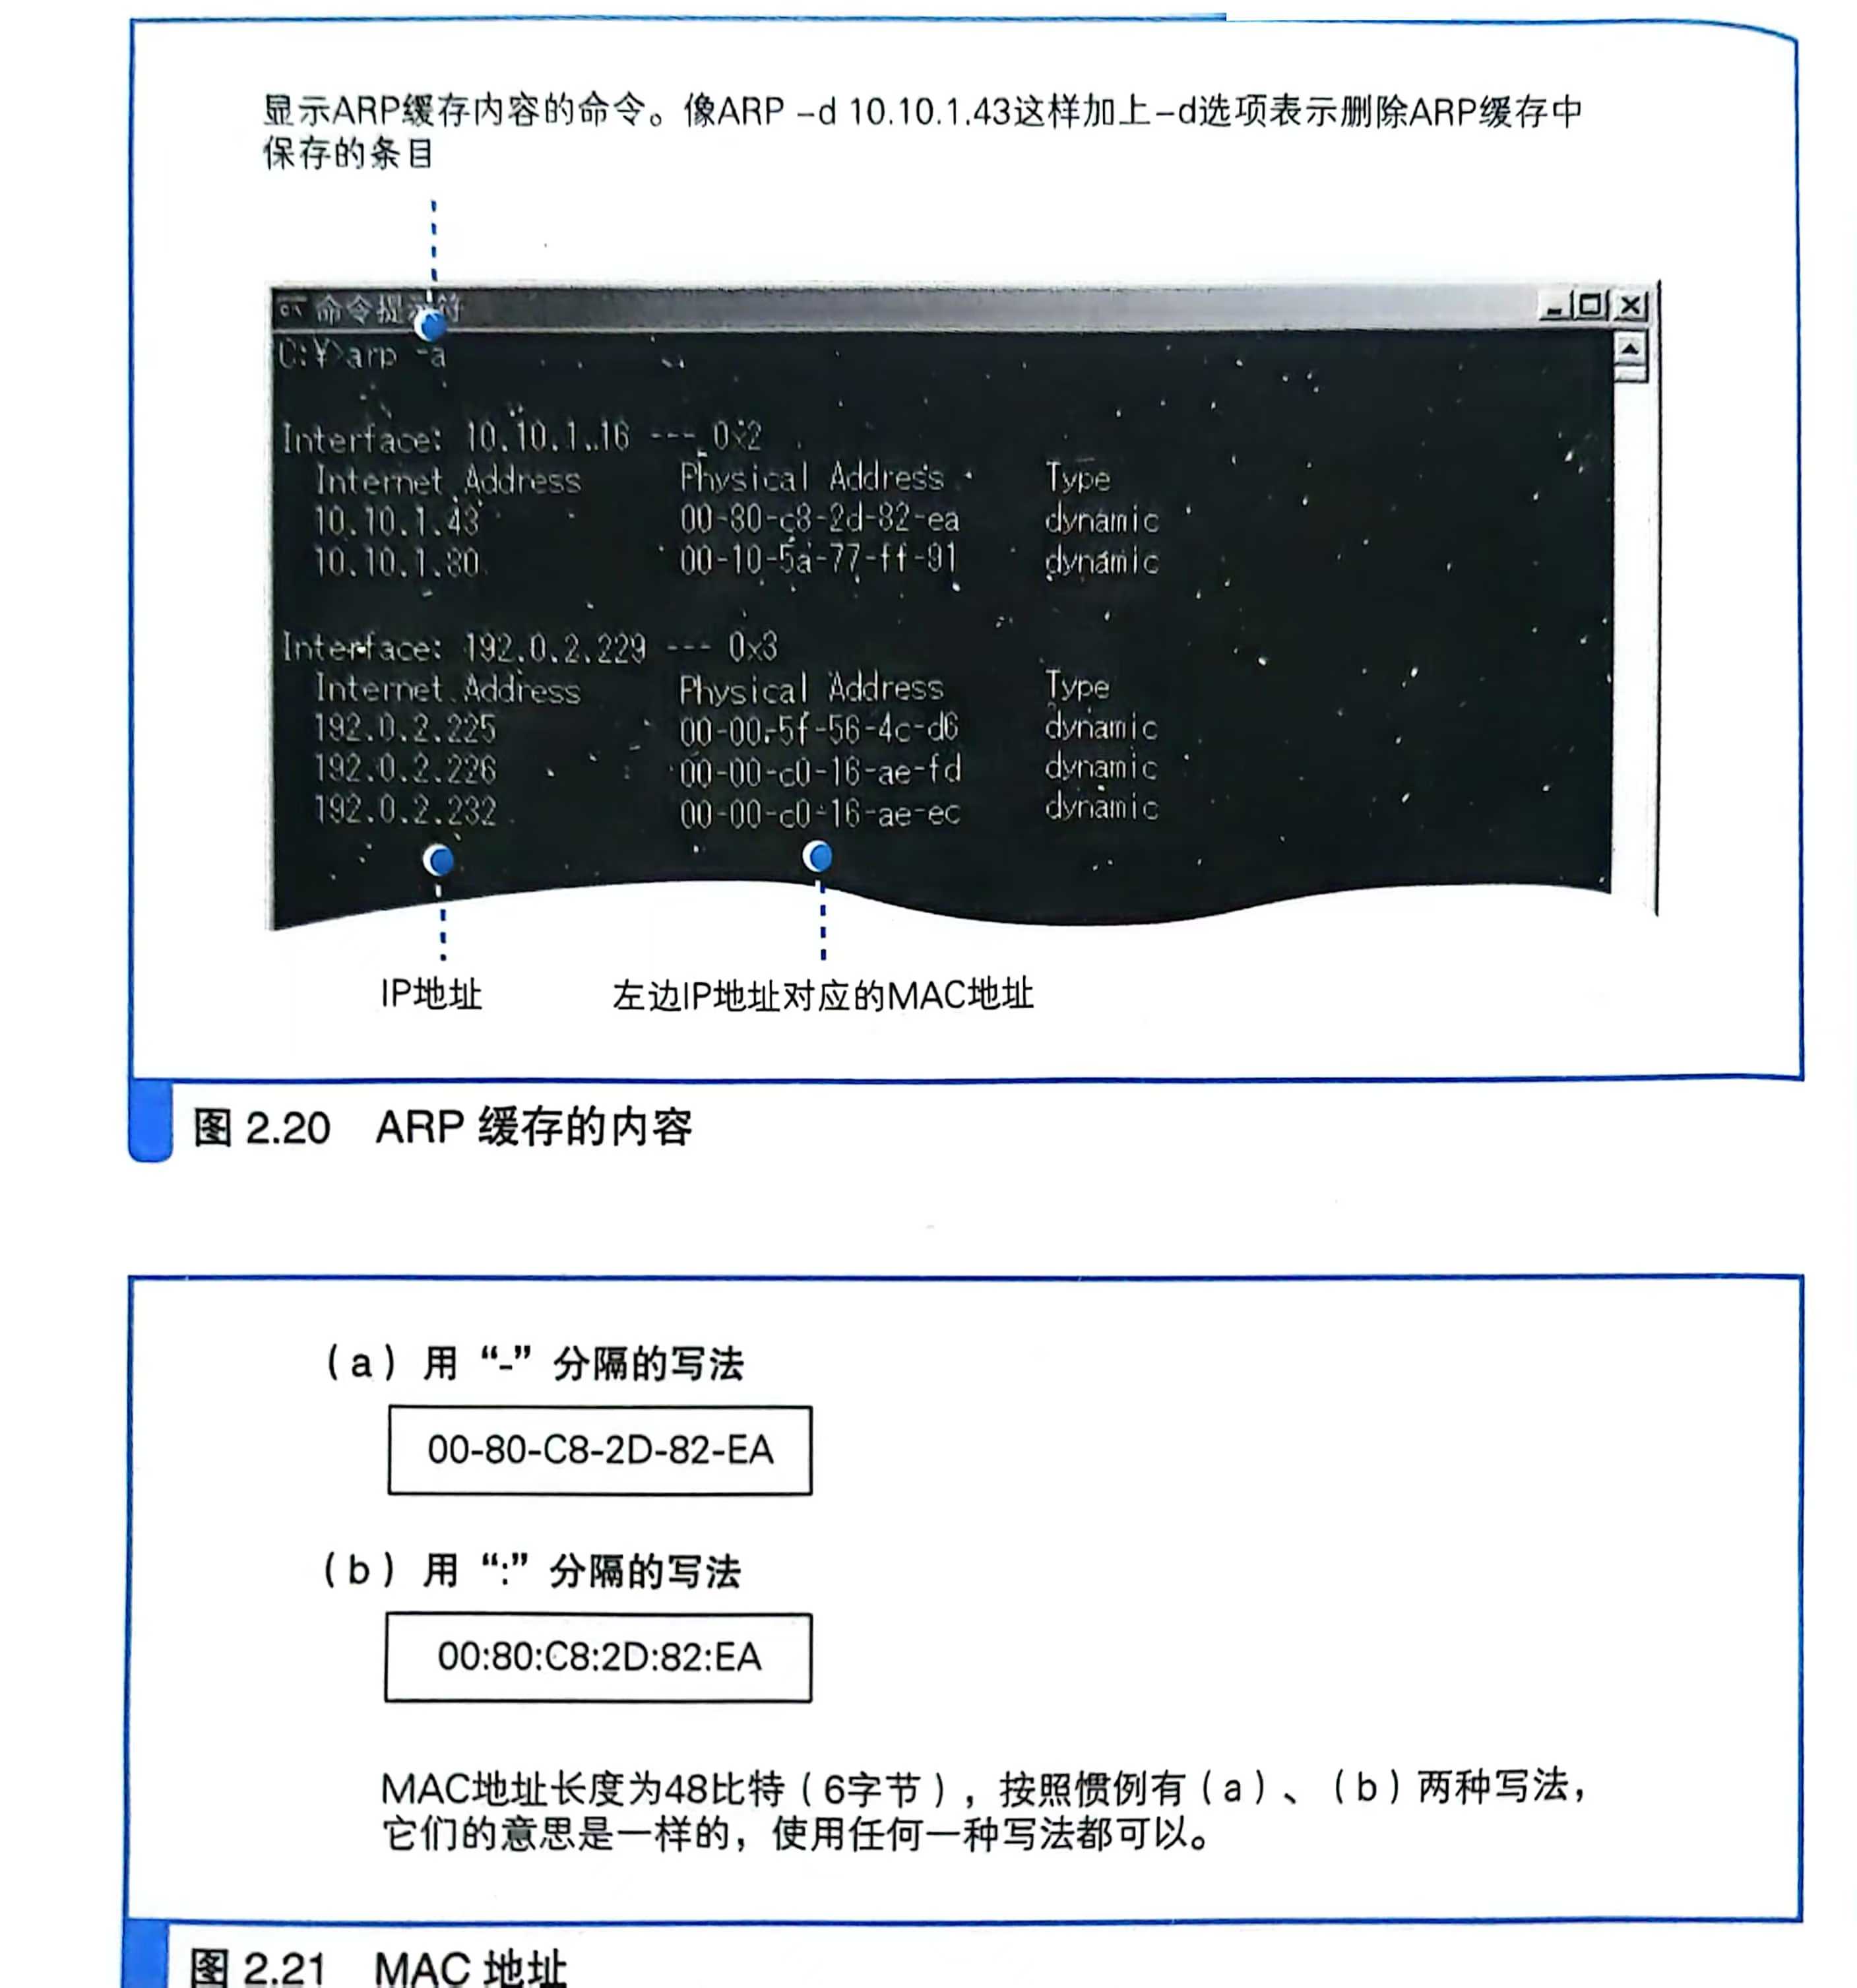 显示ARP缓存内容的命令。像ARP –d 10.10.1.43这样加上–d选项表示删除ARP缓存中
保存的条目
命令提示符
C:¥>arp -a
Interface: 10.10.1.16 --- 0x2
Internet Address Physical Address Type
10.10.1.43 00-80-c8-2d-82-ea dynamic
10.10.1.80 00-10-5a-77-ff-91 dynamic
Interface: 192.0.2.229 --- 0x3
Internet Address Physical Address Type
192.0.2.225 00-00-5f-56-4c-d6 dynamic
192.0.2.226 00-00-c0-16-ae-fd dynamic
192.0.2.232 00-00-c0-16-ae-ec dynamic
IP地址 左边IP地址对应的MAC地址
图 2.20 ARP 缓存的内容
（a）用“-”分隔的写法
00-80-C8-2D-82-EA
（b）用“:”分隔的写法
00:80:C8:2D:82:EA
MAC地址长度为48比特（6字节），按照惯例有（a）、（b）两种写法，
它们的意思是一样的，使用任何一种写法都可以。
图 2.21 MAC 地址